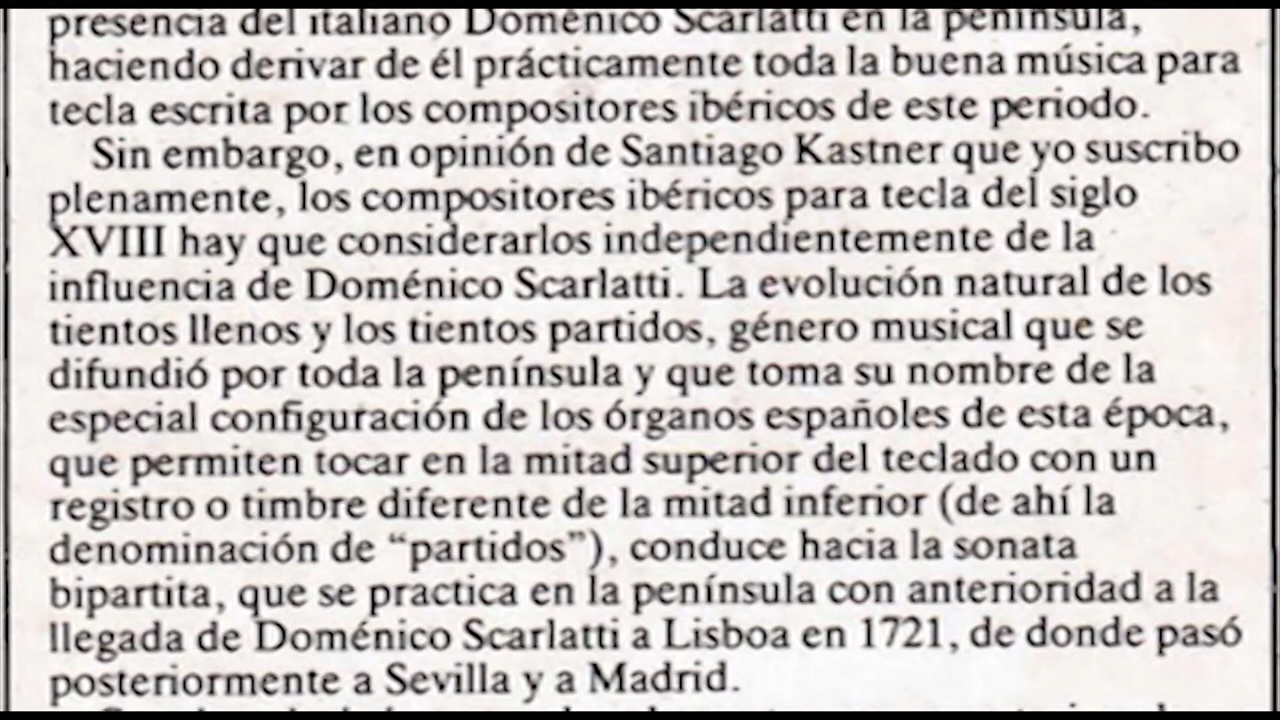 presencia del italiano Doménico Scarlatti en la península,
haciendo derivar de él prácticamente toda la buena música para
tecla escrita por los compositores ibéricos de este periodo.
Sin embargo, en opinión de Santiago Kastner que yo suscribo
plenamente, los compositores ibéricos para tecla del siglo
XVIII hay que considerarlos independientemente de la
influencia de Doménico Scarlatti. La evolución natural de los
tientos llenos y los tientos partidos, género musical que se
difundió por toda la península y que toma su nombre de la
especial configuración de los órganos españoles de esta época,
que permiten tocar en la mitad superior del teclado con un
registro o timbre diferente de la mitad inferior (de ahí la
denominación de “partidos”), conduce hacia la sonata
bipartita, que se practica en la península con anterioridad a la
llegada de Doménico Scarlatti a Lisboa en 1721, de donde pasó
posteriormente a Sevilla y a Madrid.